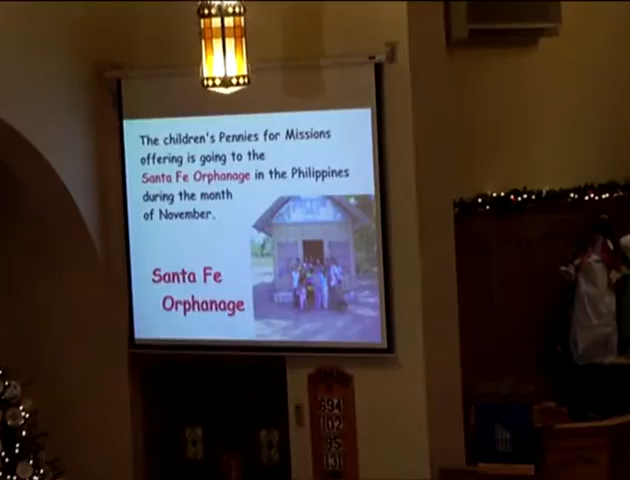 The children's Pennies for Missions
offering is going to the
Santa Fe Orphanage in the Philippines
during the month
of November.
Santa Fe
Orphanage
694
102
95
131